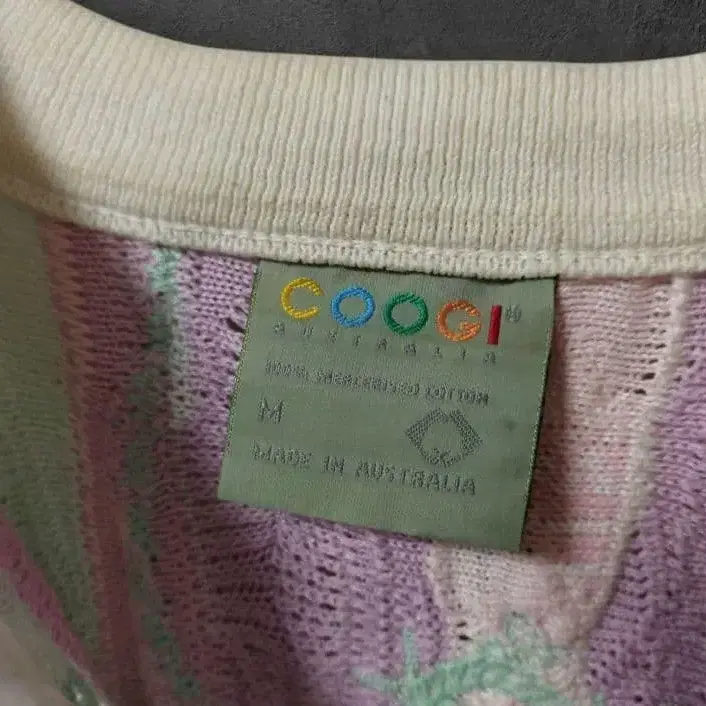 COOGI®
AUSTRALIA
100% MERCERISED COTTON
M
MADE IN AUSTRALIA